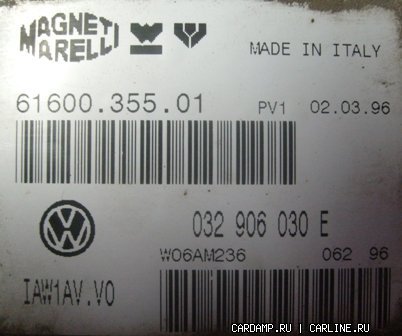 MAGNETI MARELLI
MADE IN ITALY
61600.355.01 PV1 02.03.96
032 906 030 E
W06AM236 062 96
IAW1AV.V0
CARDAMP.RU | CARLINE.RU